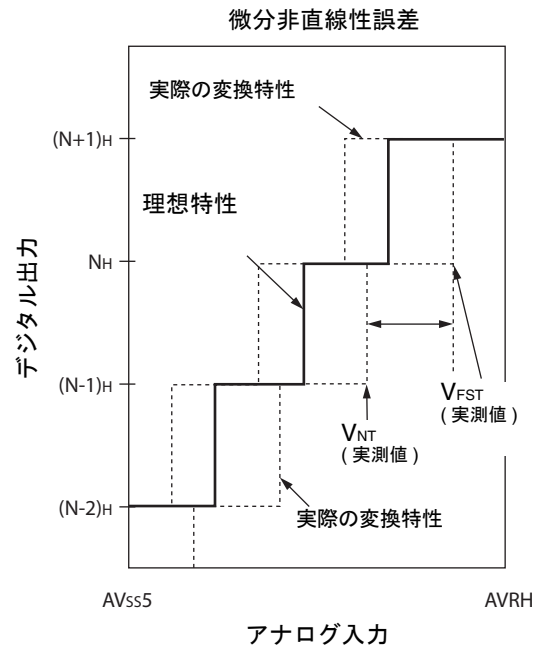 微分非直線性誤差
実際の変換特性
(N+1)H
理想特性
NH
デジタル出力
(N-1)H
VNT
(実測値)
VFST
(実測値)
(N-2)H
実際の変換特性
AVss5
AVRH
アナログ入力